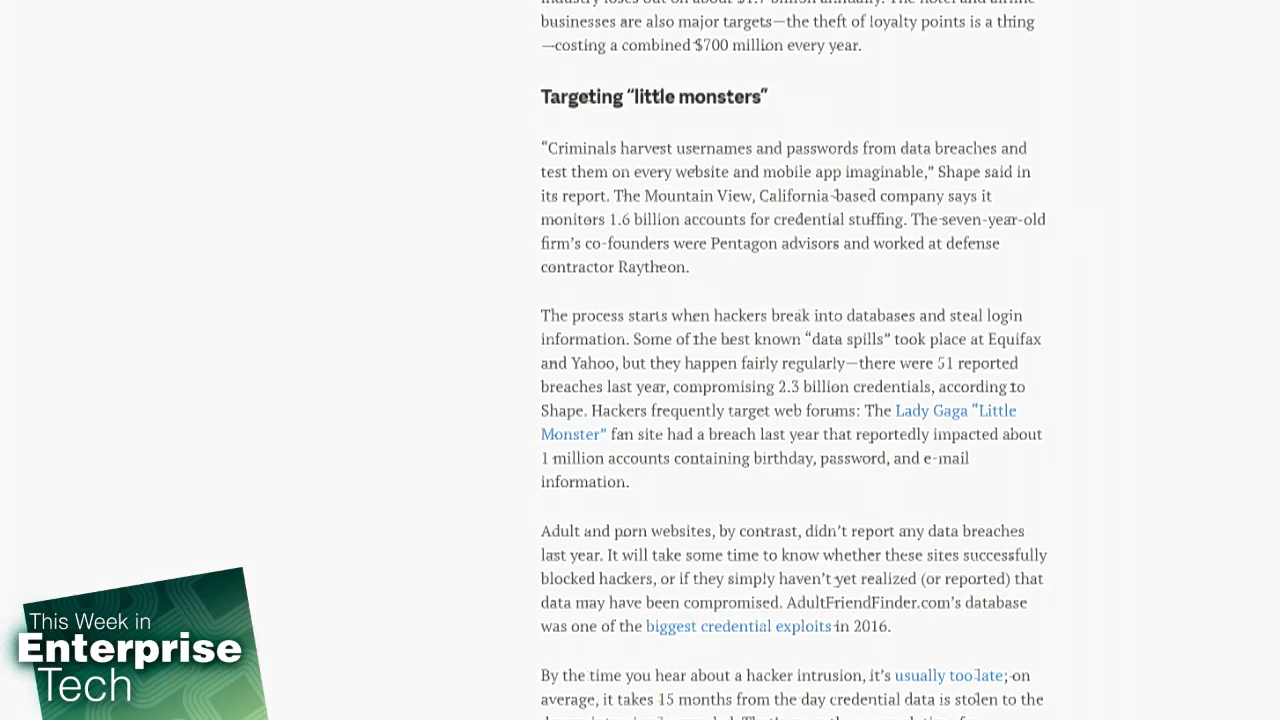 industry loses out on about $1.7 billion annually. The hotel and airline
businesses are also major targets—the theft of loyalty points is a thing
—costing a combined $700 million every year.
Targeting “little monsters”
“Criminals harvest usernames and passwords from data breaches and
test them on every website and mobile app imaginable,” Shape said in
its report. The Mountain View, California-based company says it
monitors 1.6 billion accounts for credential stuffing. The seven-year-old
firm’s co-founders were Pentagon advisors and worked at defense
contractor Raytheon.
The process starts when hackers break into databases and steal login
information. Some of the best known “data spills” took place at Equifax
and Yahoo, but they happen fairly regularly—there were 51 reported
breaches last year, compromising 2.3 billion credentials, according to
Shape. Hackers frequently target web forums: The Lady Gaga “Little
Monster” fan site had a breach last year that reportedly impacted about
1 million accounts containing birthday, password, and e-mail
information.
Adult and porn websites, by contrast, didn’t report any data breaches
last year. It will take some time to know whether these sites successfully
blocked hackers, or if they simply haven’t yet realized (or reported) that
data may have been compromised. AdultFriendFinder.com’s database
was one of the biggest credential exploits in 2016.
By the time you hear about a hacker intrusion, it’s usually too late; on
average, it takes 15 months from the day credential data is stolen to the
This Week in
Enterprise
Tech